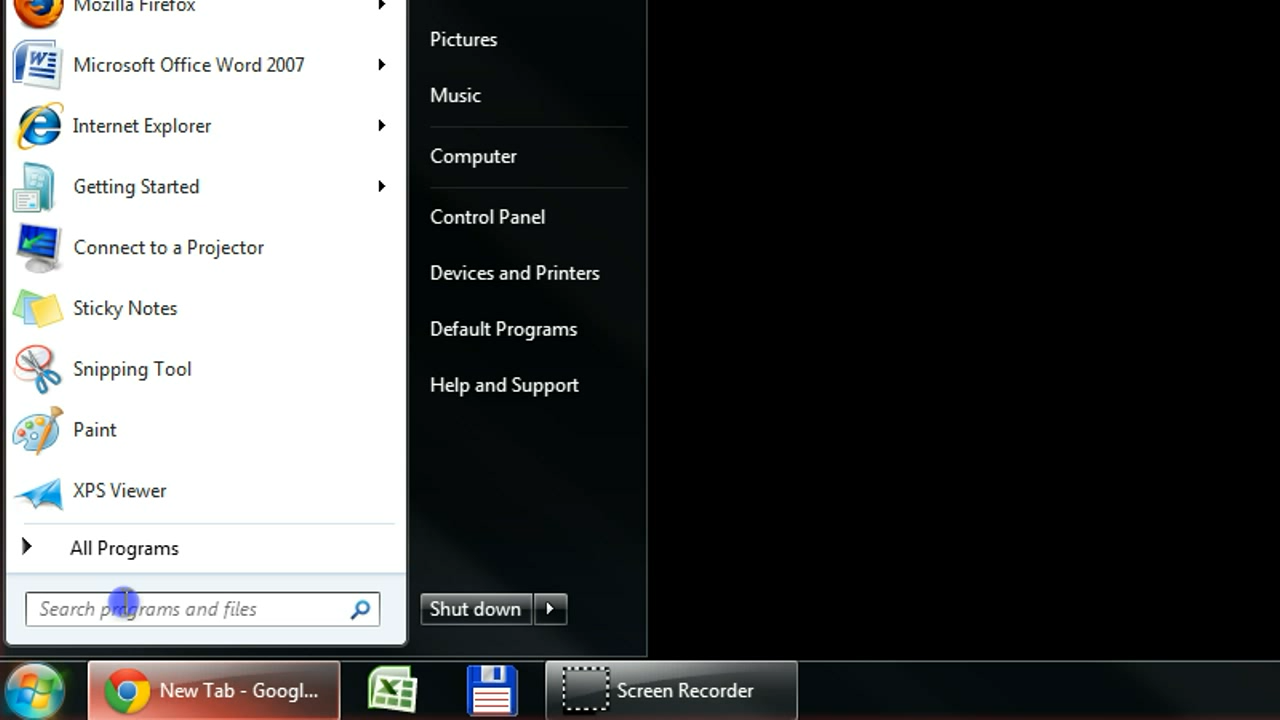 Mozilla Firefox
Microsoft Office Word 2007
Internet Explorer
Getting Started
Connect to a Projector
Sticky Notes
Snipping Tool
Paint
XPS Viewer
All Programs
Search programs and files
Pictures
Music
Computer
Control Panel
Devices and Printers
Default Programs
Help and Support
Shut down
New Tab - Googl...
Screen Recorder